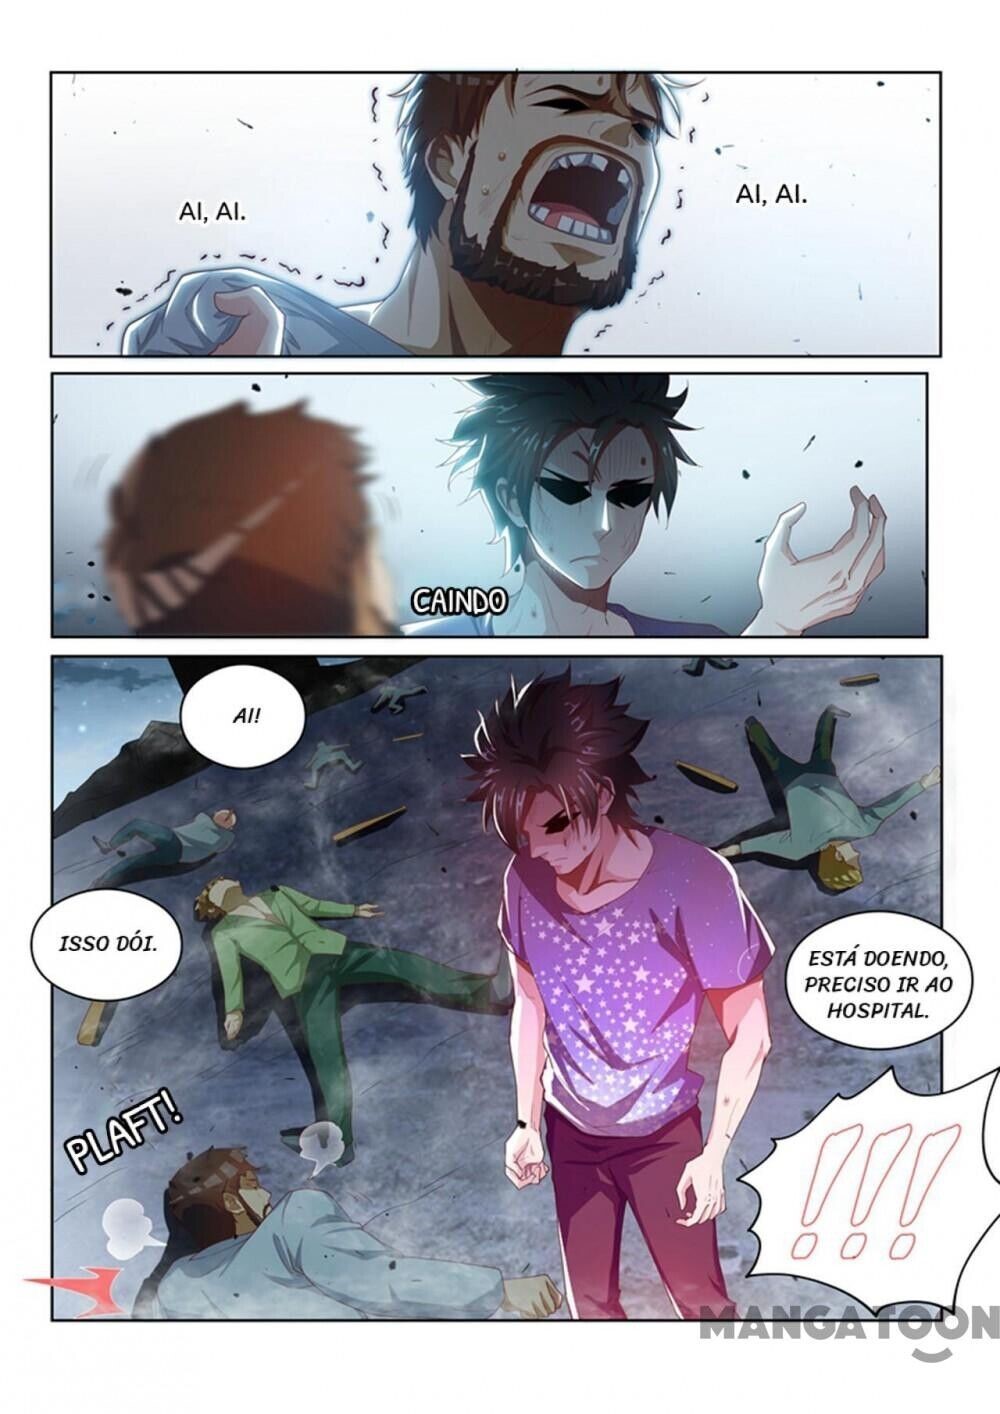 AI, AI.
AI, AI.
CAINDO
AI!
ISSO DÓI.
ESTÁ DOENDO,
PRECISO IR AO
HOSPITAL.
PLAFT!
!!!
MANGATOON